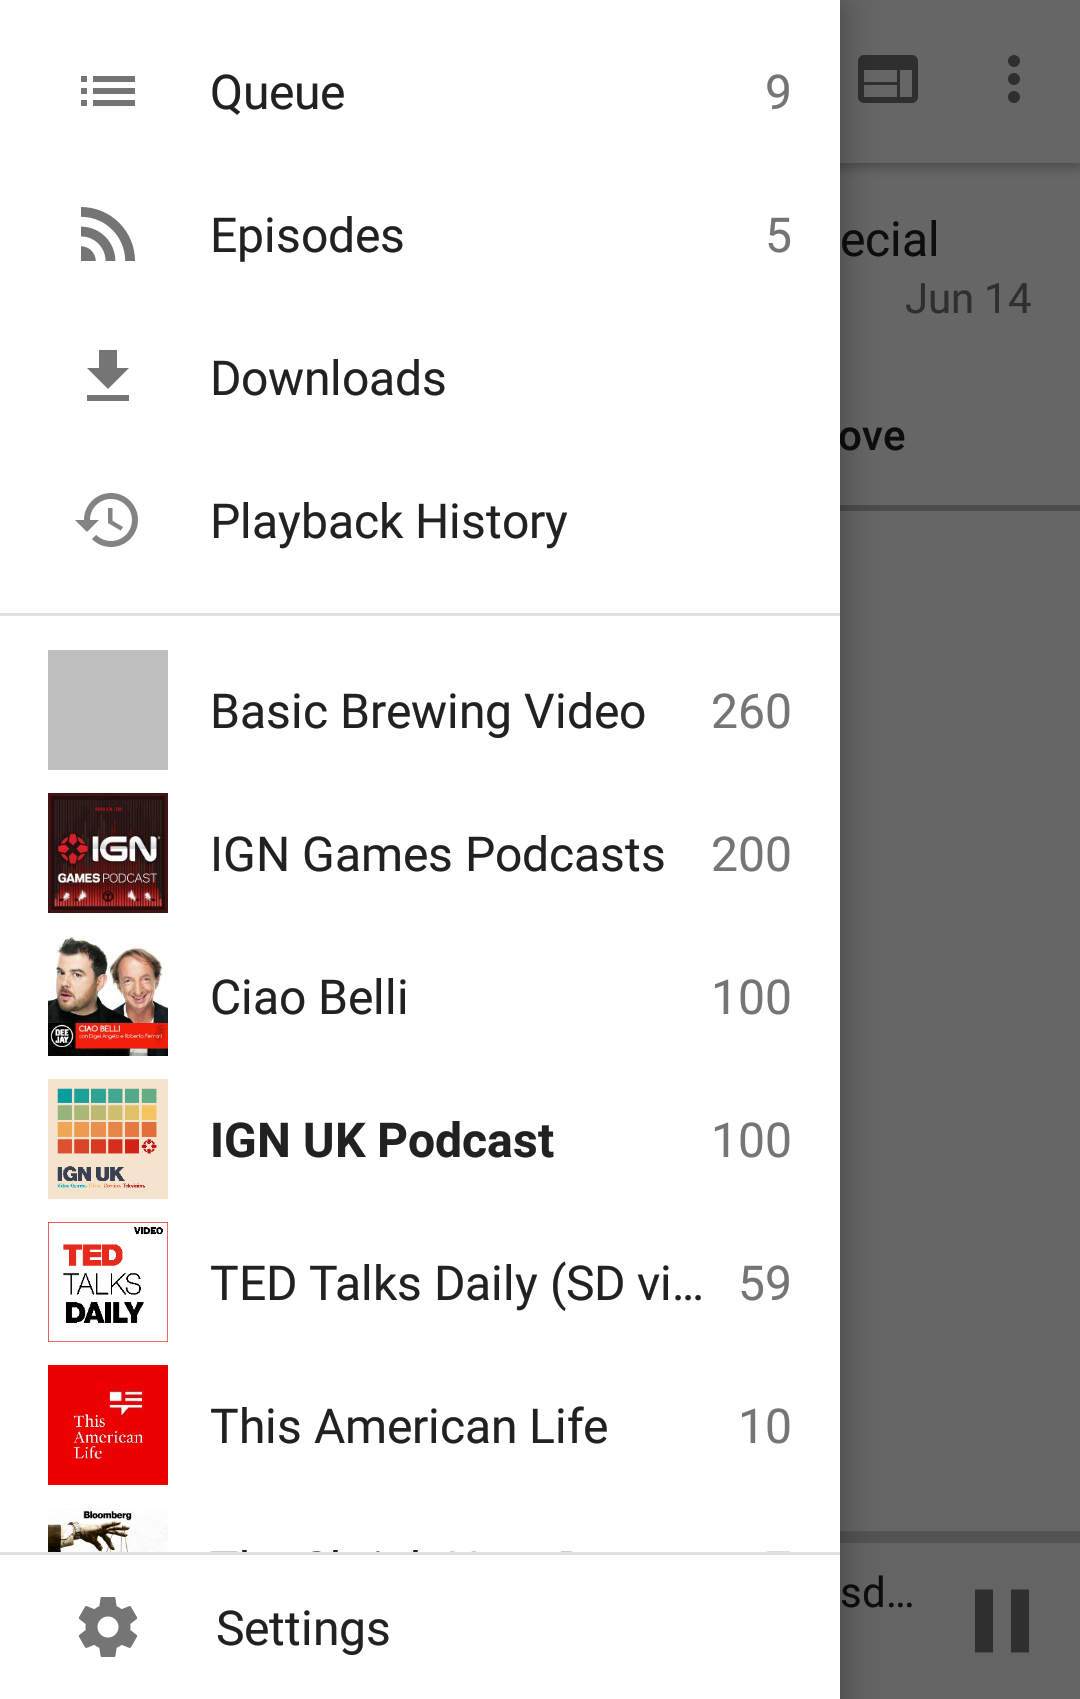 Queue 9
Episodes 5
Downloads
Playback History
Basic Brewing Video 260
IGN
GAMES PODCAST
IGN Games Podcasts 200
DEE
JAY
CIAO BELLI
Ciao Belli 100
IGN UK
IGN UK Podcast 100
VIDEO
TED
TALKS
DAILY
TED Talks Daily (SD vi... 59
This
American
Life
This American Life 10
Bloomberg
Settings
ecial
Jun 14
ove
sd...